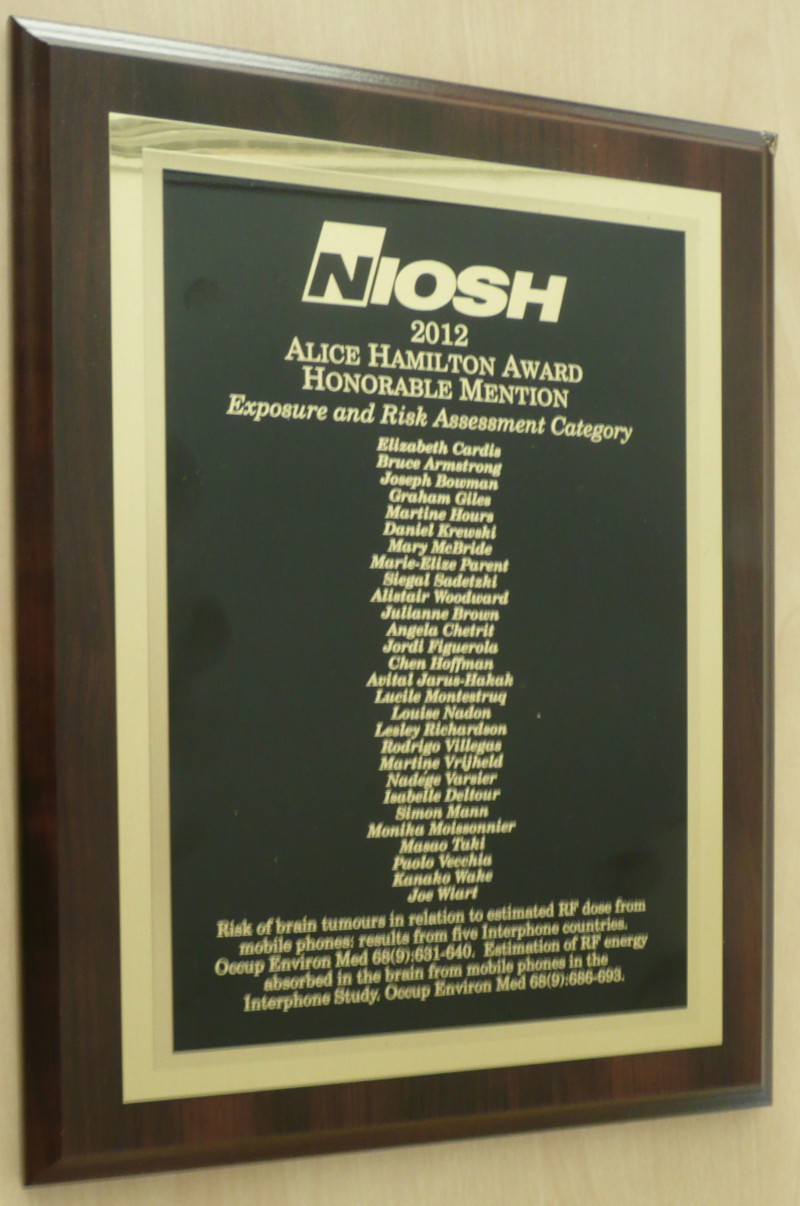 NIOSH
2012
ALICE HAMILTON AWARD
HONORABLE MENTION
Exposure and Risk Assessment Category
Elizabeth Cardis
Bruce Armstrong
Joseph Bowman
Graham Giles
Martine Hours
Daniel Krewski
Mary McBride
Marie-Elise Parent
Siegal Sadetzki
Alistair Woodward
Julianne Brown
Angela Chetrit
Jordi Figuerola
Chen Hoffman
Avital Jarus-Hakak
Lucile Montestruq
Louise Nadon
Lesley Richardson
Rodrigo Villegas
Martine Vrijheld
Nadége Varsier
Isabelle Deltour
Simon Mann
Monika Moissonnier
Masao Taki
Paolo Vecchia
Kanako Wake
Joe Wiart
Risk of brain tumours in relation to estimated RF dose from
mobile phones: results from five Interphone countries.
Occup Environ Med 68(9):631-640. Estimation of RF energy
absorbed in the brain from mobile phones in the
Interphone Study. Occup Environ Med 68(9):686-693.